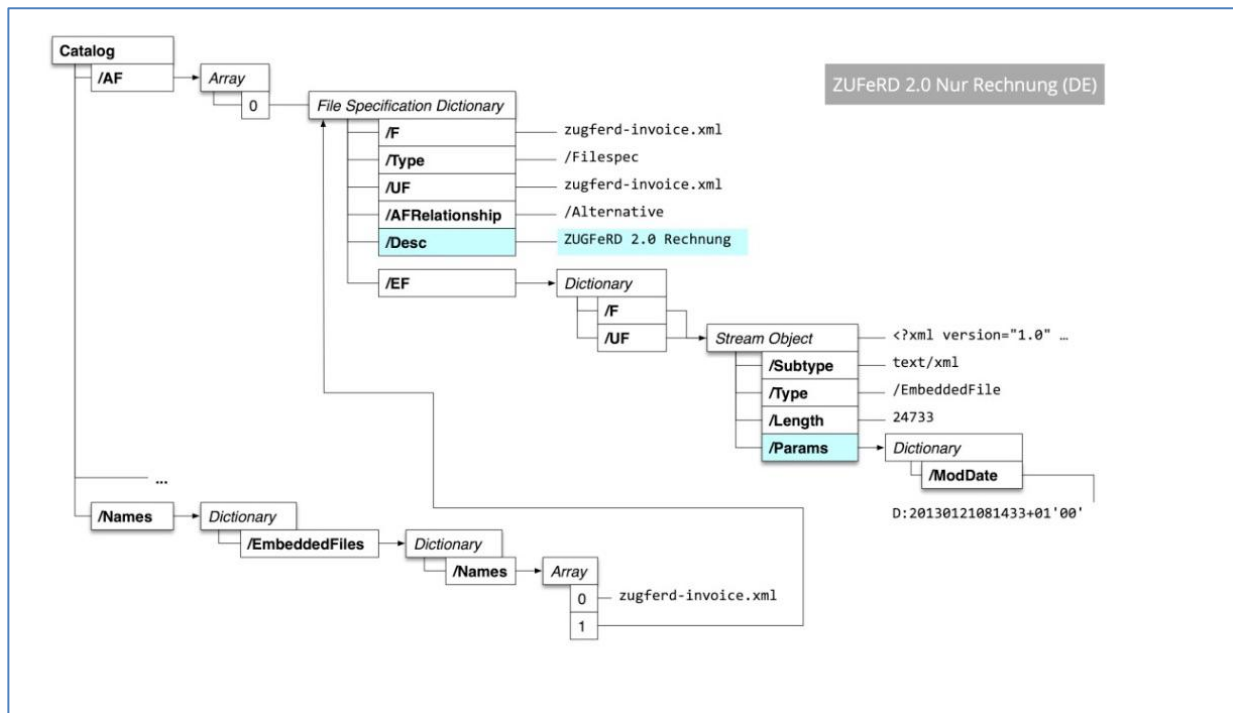 Catalog
/AF
Array
0
ZUFeRD 2.0 Nur Rechnung (DE)
File Specification Dictionary
/F zugferd-invoice.xml
/Type /Filespec
/UF zugferd-invoice.xml
/AFRelationship /Alternative
/Desc ZUGFeRD 2.0 Rechnung
/EF Dictionary
/F
/UF
Stream Object <?xml version="1.0" …
/Subtype text/xml
/Type /EmbeddedFile
/Length 24733
/Params Dictionary
/ModDate
D:20130121081433+01'00'
...
/Names Dictionary
/EmbeddedFiles Dictionary
/Names Array
0 zugferd-invoice.xml
1